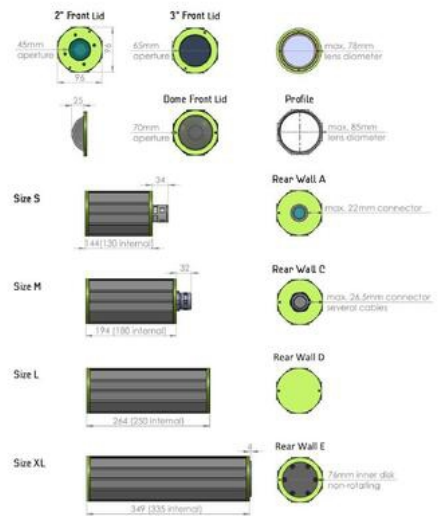 2" Front Lid
3" Front Lid
45mm
aperture
96
96
65mm
aperture
max. 78mm
lens diameter
25
Dome Front Lid
Profile
70mm
aperture
max. 85mm
lens diameter
Size S
34
Rear Wall A
max. 22mm connector
144(130 internal)
Size M
32
Rear Wall C
max. 26.5mm connector
several cables
194 (180 internal)
Size L
Rear Wall D
264 (250 internal)
Size XL
4
Rear Wall E
76mm inner disk
non rotating
349 (335 internal)